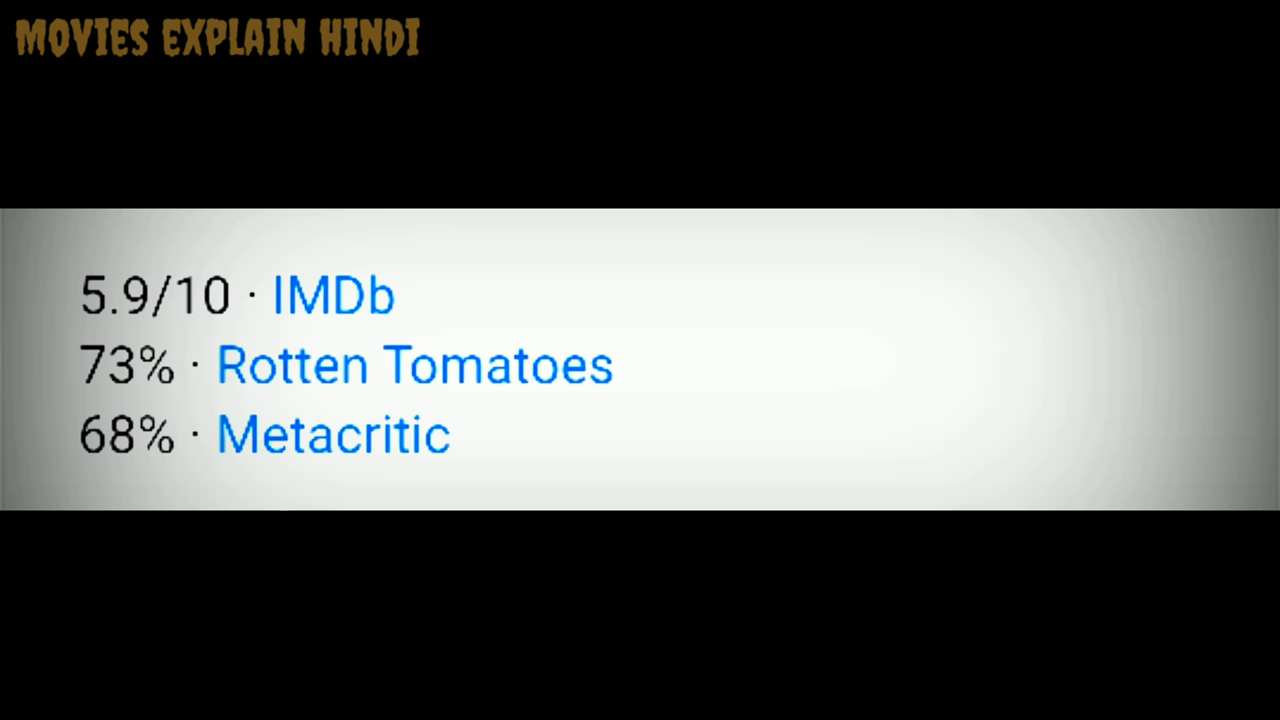 MOVIES EXPLAIN HINDI
5.9/10 · IMDb
73% · Rotten Tomatoes
68% · Metacritic